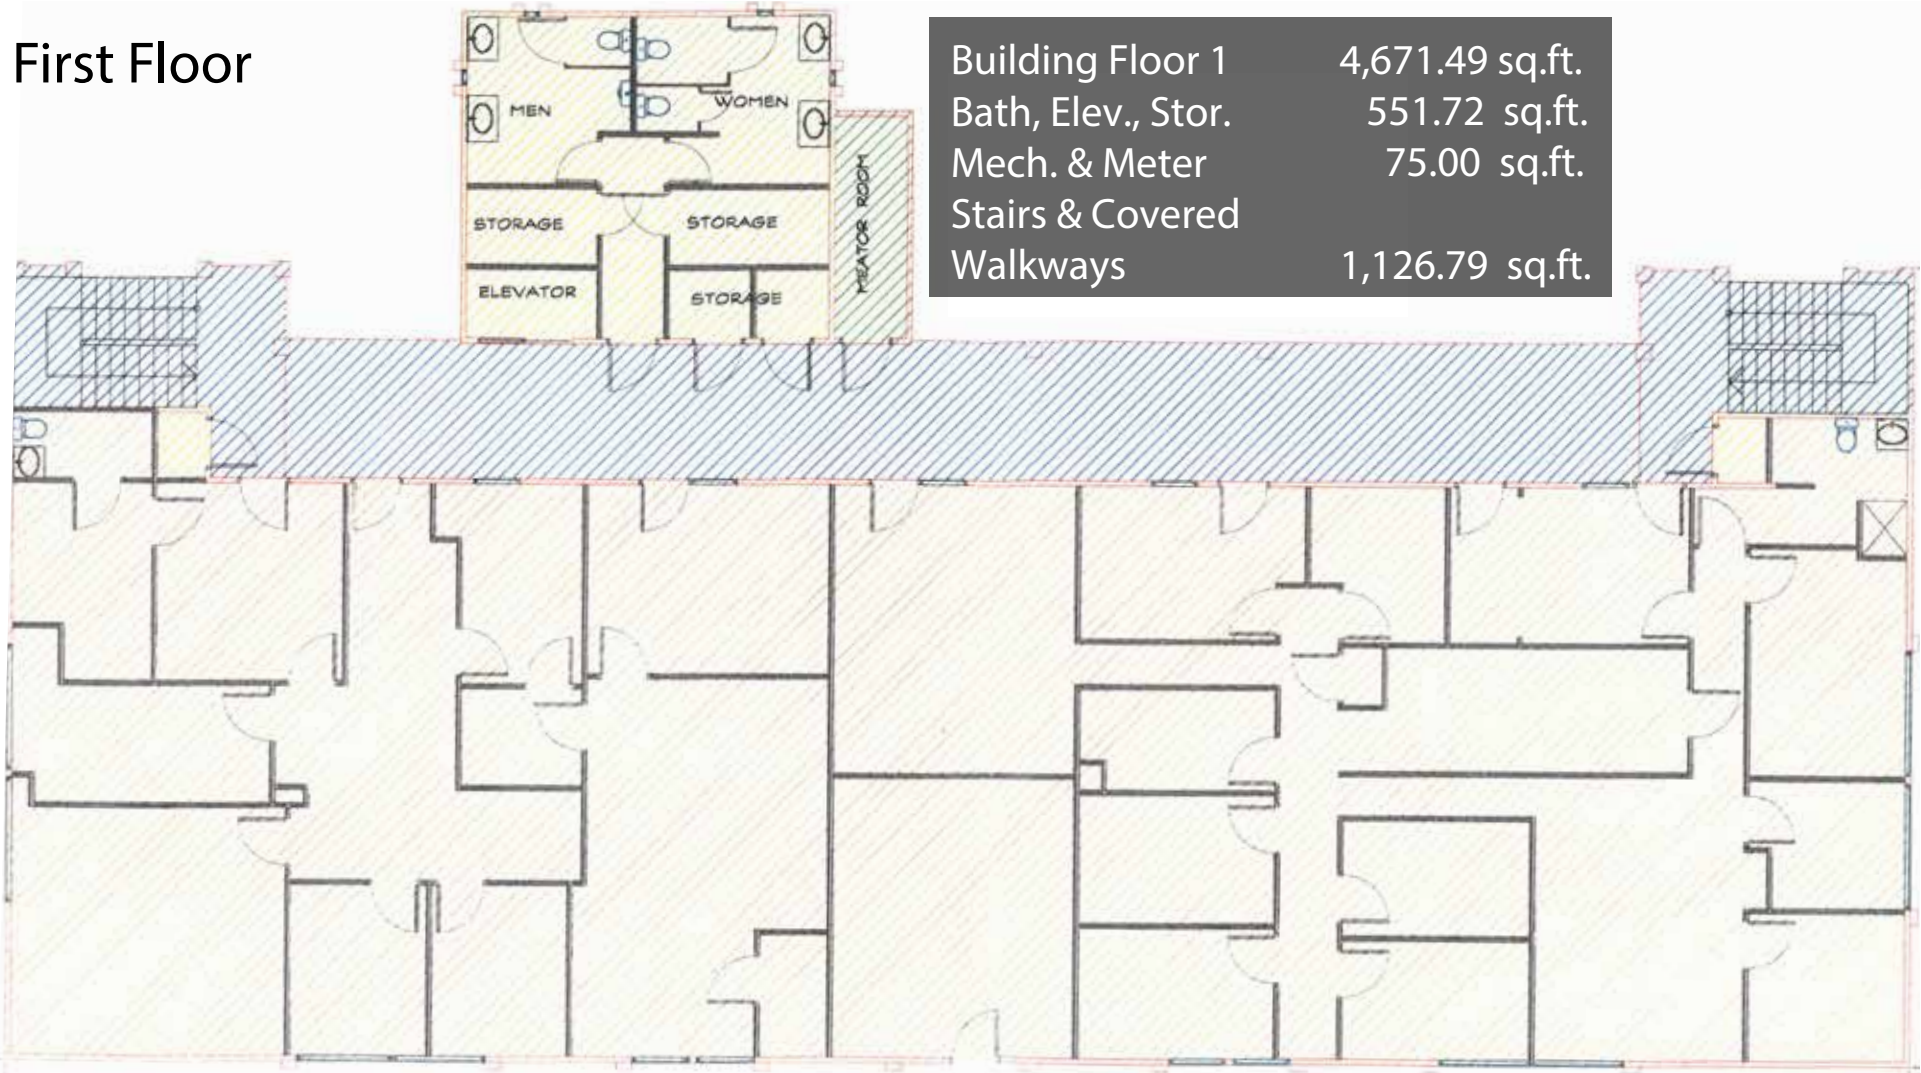 First Floor
Building Floor 1 4,671.49 sq.ft.
Bath, Elev., Stor. 551.72 sq.ft.
Mech. & Meter 75.00 sq.ft.
Stairs & Covered
Walkways 1,126.79 sq.ft.
MEN
WOMEN
STORAGE
STORAGE
MEATOR ROOM
ELEVATOR
STORAGE